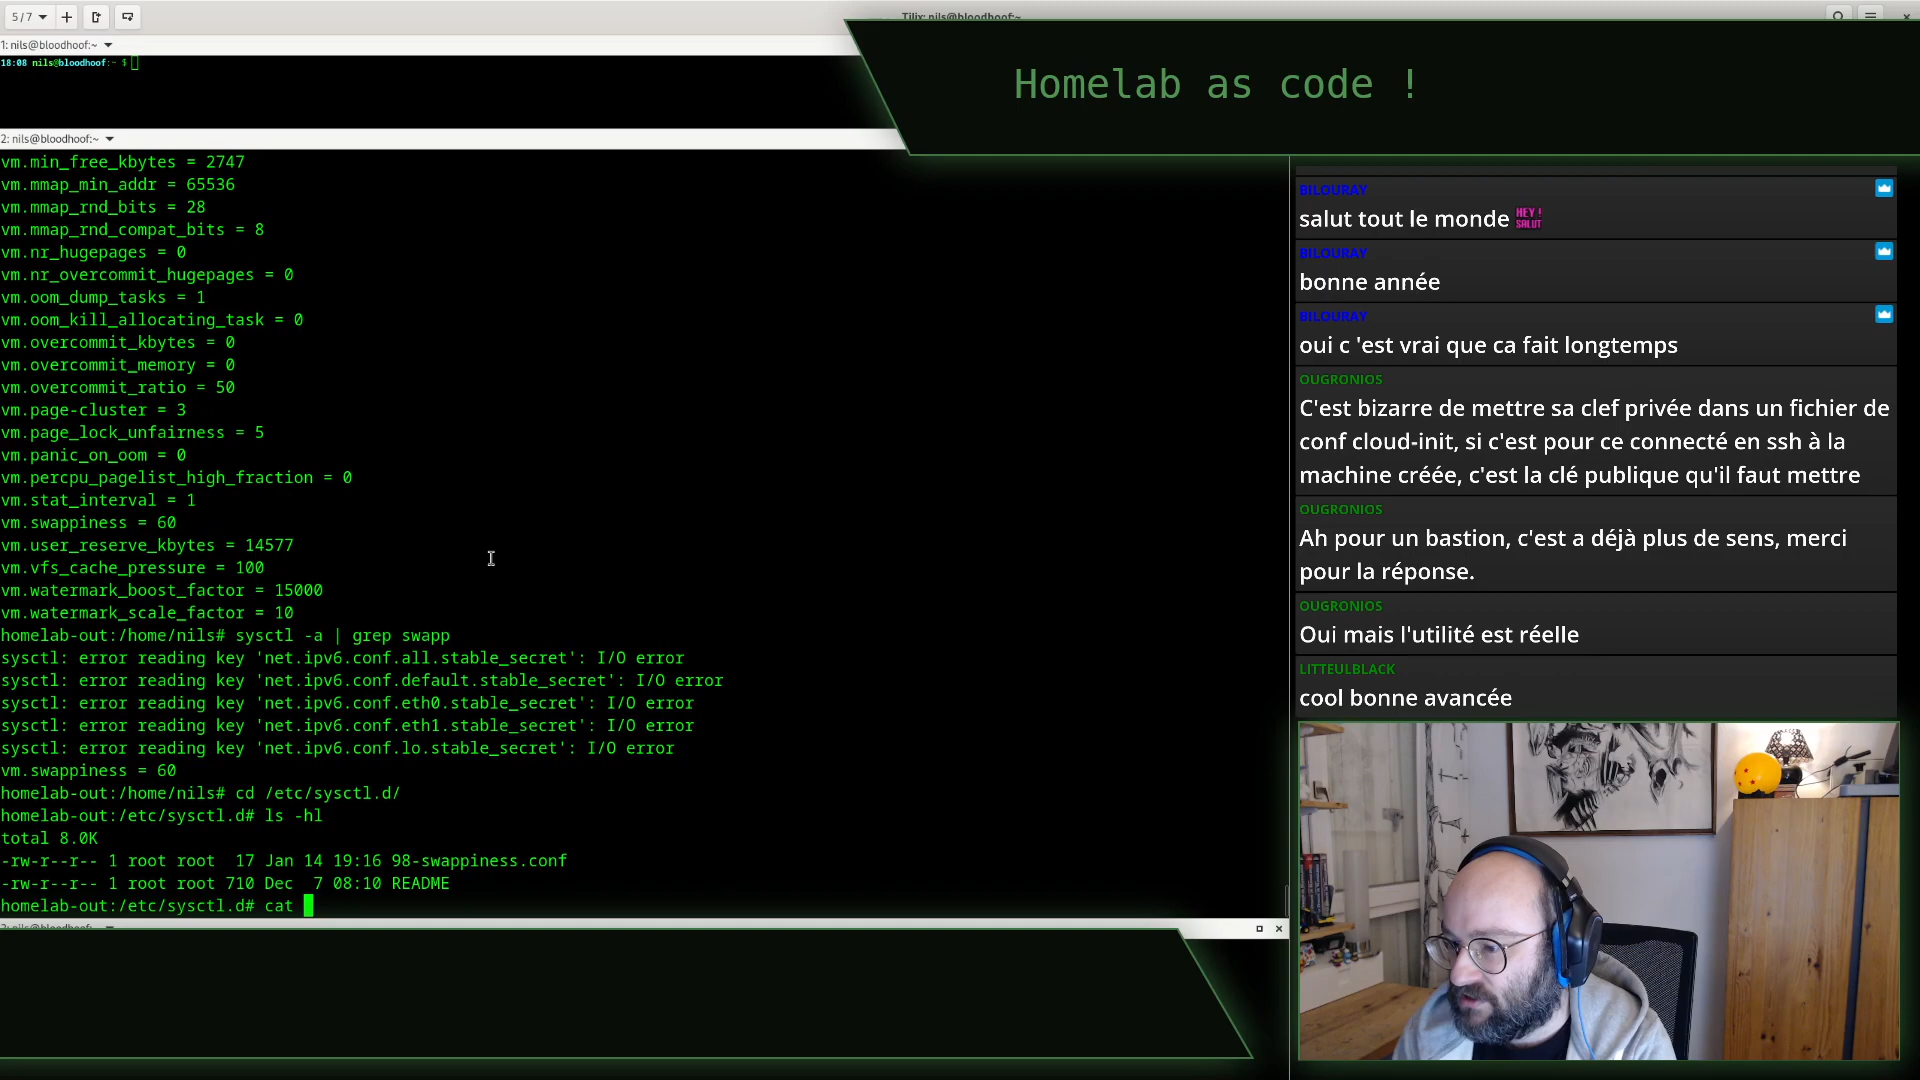 5/7
Tilix: nils@bloodhoof:~
1: nils@bloodhoof:~
18:08 nils@bloodhoof:~ $
Homelab as code !
2: nils@bloodhoof:~
vm.min_free_kbytes = 2747
vm.mmap_min_addr = 65536
vm.mmap_rnd_bits = 28
vm.mmap_rnd_compat_bits = 8
vm.nr_hugepages = 0
vm.nr_overcommit_hugepages = 0
vm.oom_dump_tasks = 1
vm.oom_kill_allocating_task = 0
vm.overcommit_kbytes = 0
vm.overcommit_memory = 0
vm.overcommit_ratio = 50
vm.page-cluster = 3
vm.page_lock_unfairness = 5
vm.panic_on_oom = 0
vm.percpu_pagelist_high_fraction = 0
vm.stat_interval = 1
vm.swappiness = 60
vm.user_reserve_kbytes = 14577
vm.vfs_cache_pressure = 100
vm.watermark_boost_factor = 15000
vm.watermark_scale_factor = 10
homelab-out:/home/nils# sysctl -a | grep swapp
sysctl: error reading key 'net.ipv6.conf.all.stable_secret': I/O error
sysctl: error reading key 'net.ipv6.conf.default.stable_secret': I/O error
sysctl: error reading key 'net.ipv6.conf.eth0.stable_secret': I/O error
sysctl: error reading key 'net.ipv6.conf.eth1.stable_secret': I/O error
sysctl: error reading key 'net.ipv6.conf.lo.stable_secret': I/O error
vm.swappiness = 60
homelab-out:/home/nils# cd /etc/sysctl.d/
homelab-out:/etc/sysctl.d# ls -hl
total 8.0K
-rw-r--r-- 1 root root  17 Jan 14 19:16 98-swappiness.conf
-rw-r--r-- 1 root root 710 Dec  7 08:10 README
homelab-out:/etc/sysctl.d# cat
BILOURAY
salut tout le monde HEY ! SALUT
BILOURAY
bonne année
BILOURAY
oui c 'est vrai que ca fait longtemps
OUGRONIOS
C'est bizarre de mettre sa clef privée dans un fichier de
conf cloud-init, si c'est pour ce connecté en ssh à la
machine créée, c'est la clé publique qu'il faut mettre
OUGRONIOS
Ah pour un bastion, c'est a déjà plus de sens, merci
pour la réponse.
OUGRONIOS
Oui mais l'utilité est réelle
LITTEULBLACK
cool bonne avancée